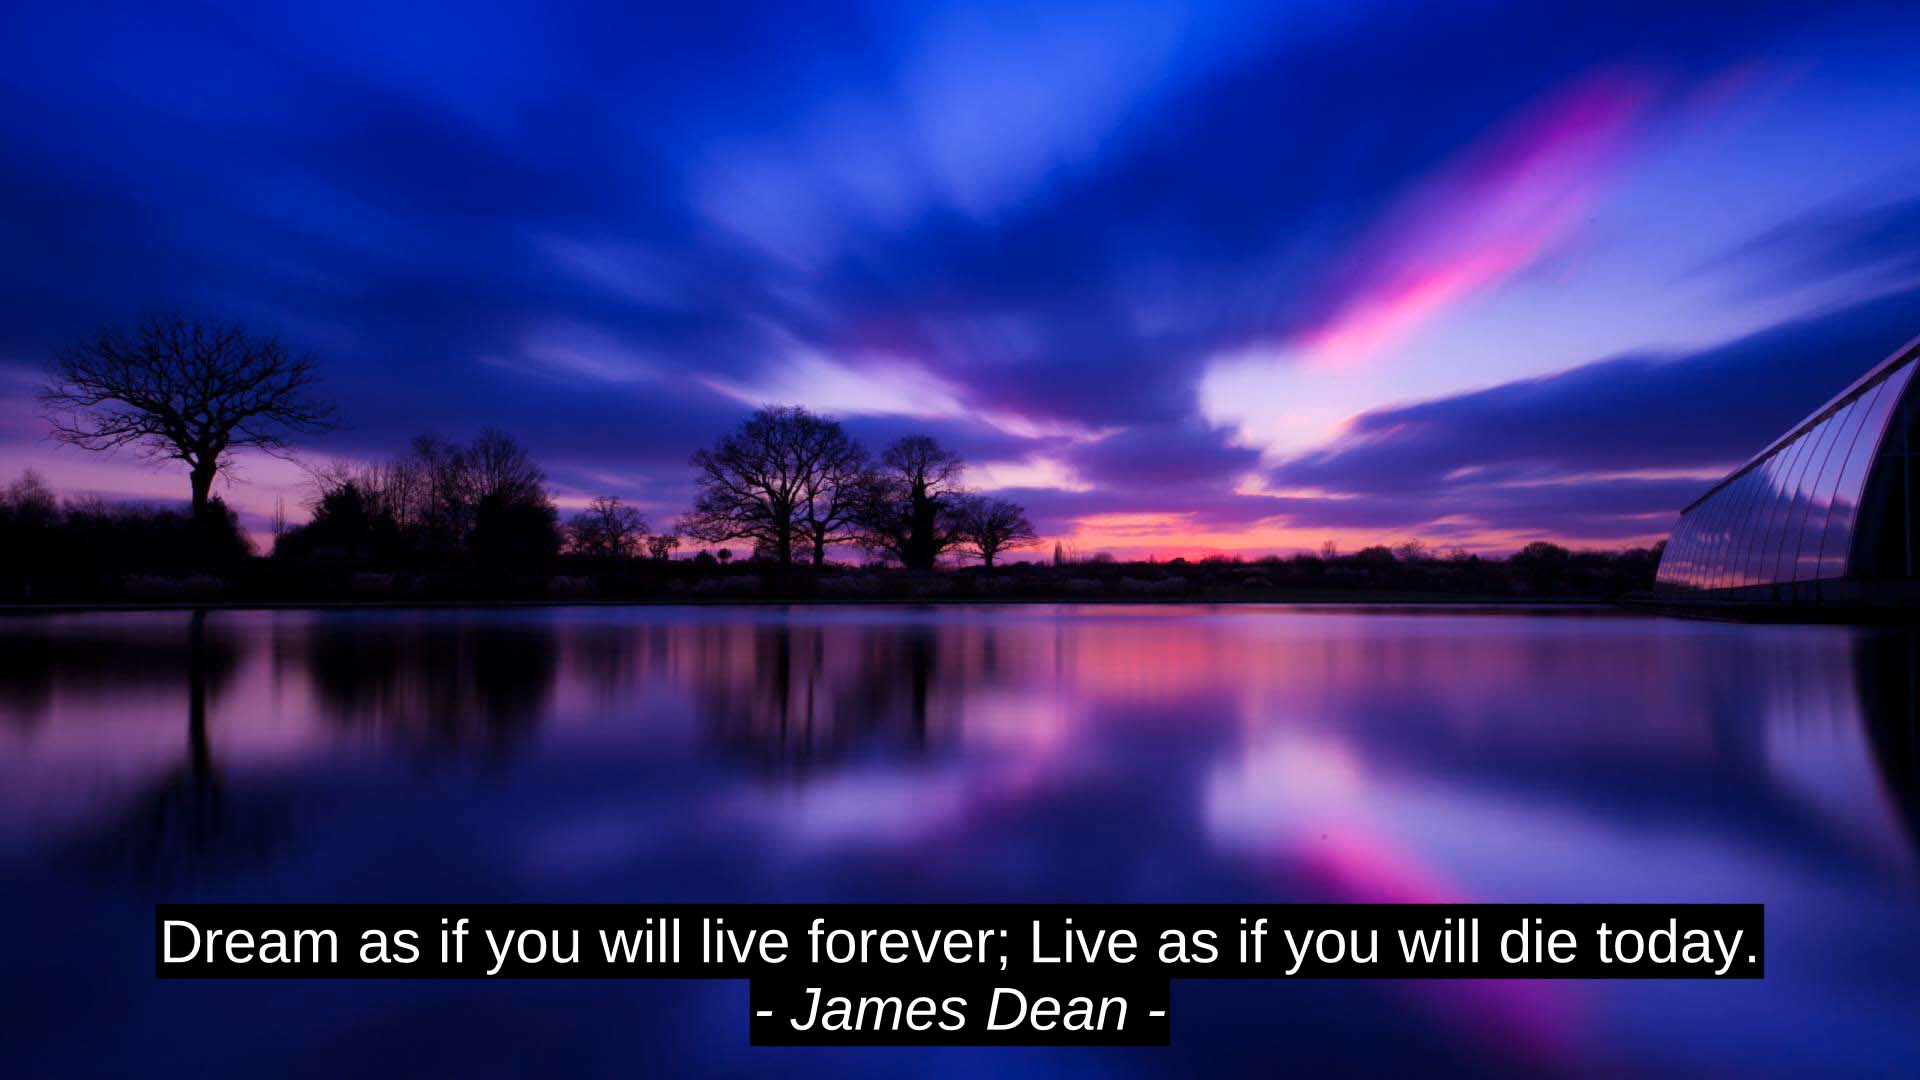 Dream as if you will live forever; Live as if you will die today.
- James Dean -